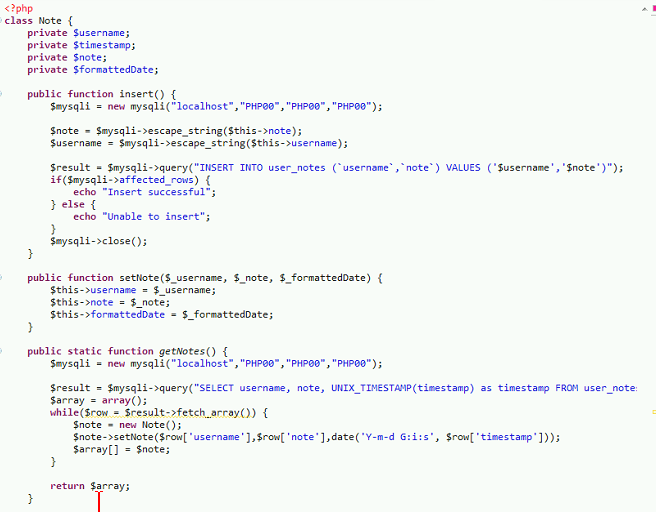 <?php
class Note {
    private $username;
    private $timestamp;
    private $note;
    private $formattedDate;

    public function insert() {
        $mysqli = new mysqli("localhost","PHP00","PHP00","PHP00");

        $note = $mysqli->escape_string($this->note);
        $username = $mysqli->escape_string($this->username);

        $result = $mysqli->query("INSERT INTO user_notes (`username`,`note`) VALUES ('$username','$note')");
        if($mysqli->affected_rows) {
            echo "Insert successful";
        } else {
            echo "Unable to insert";
        }
        $mysqli->close();
    }

    public function setNote($_username, $_note, $_formattedDate) {
        $this->username = $_username;
        $this->note = $_note;
        $this->formattedDate = $_formattedDate;
    }

    public static function getNotes() {
        $mysqli = new mysqli("localhost","PHP00","PHP00","PHP00");

        $result = $mysqli->query("SELECT username, note, UNIX_TIMESTAMP(timestamp) as timestamp FROM user_notes
        $array = array();
        while($row = $result->fetch_array()) {
            $note = new Note();
            $note->setNote($row['username'],$row['note'],date('Y-m-d G:i:s', $row['timestamp']));
            $array[] = $note;
        }

        return $array;
    }